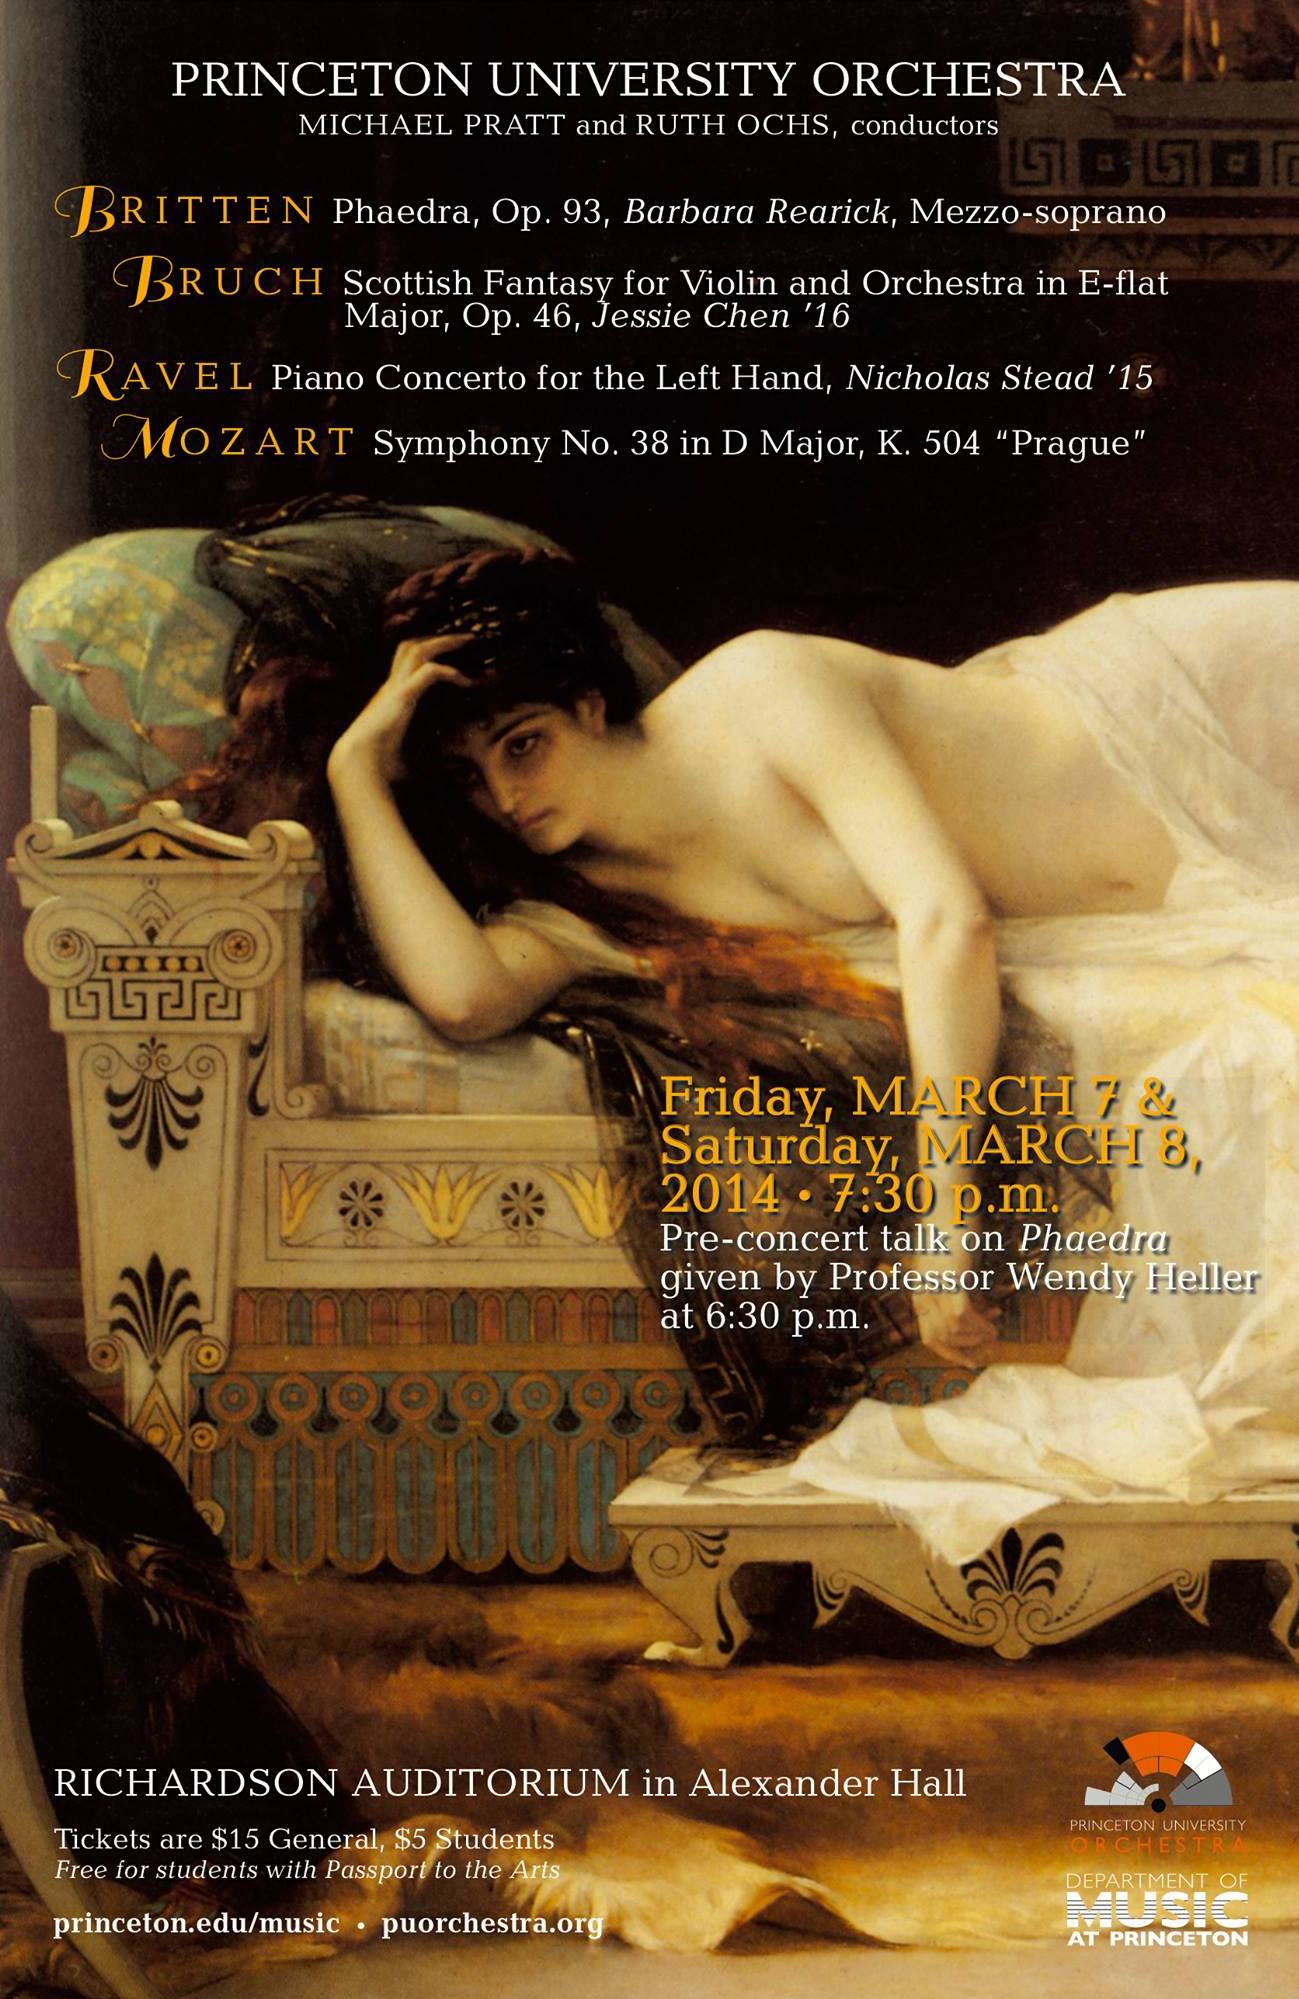 PRINCETON UNIVERSITY ORCHESTRA
MICHAEL PRATT and RUTH OCHS, conductors
BRITTEN Phaedra, Op. 93, Barbara Rearick, Mezzo-soprano
BRUCH Scottish Fantasy for Violin and Orchestra in E-flat
Major, Op. 46, Jessie Chen '16
RAVEL Piano Concerto for the Left Hand, Nicholas Stead '15
MOZART Symphony No. 38 in D Major, K. 504 “Prague”
Friday, MARCH 7 &
Saturday, MARCH 8,
2014 • 7:30 p.m.
Pre-concert talk on Phaedra
given by Professor Wendy Heller
at 6:30 p.m.
RICHARDSON AUDITORIUM in Alexander Hall
Tickets are $15 General, $5 Students
Free for students with Passport to the Arts
princeton.edu/music • puorchestra.org
PRINCETON UNIVERSITY
ORCHESTRA
DEPARTMENT OF
MUSIC
AT PRINCETON